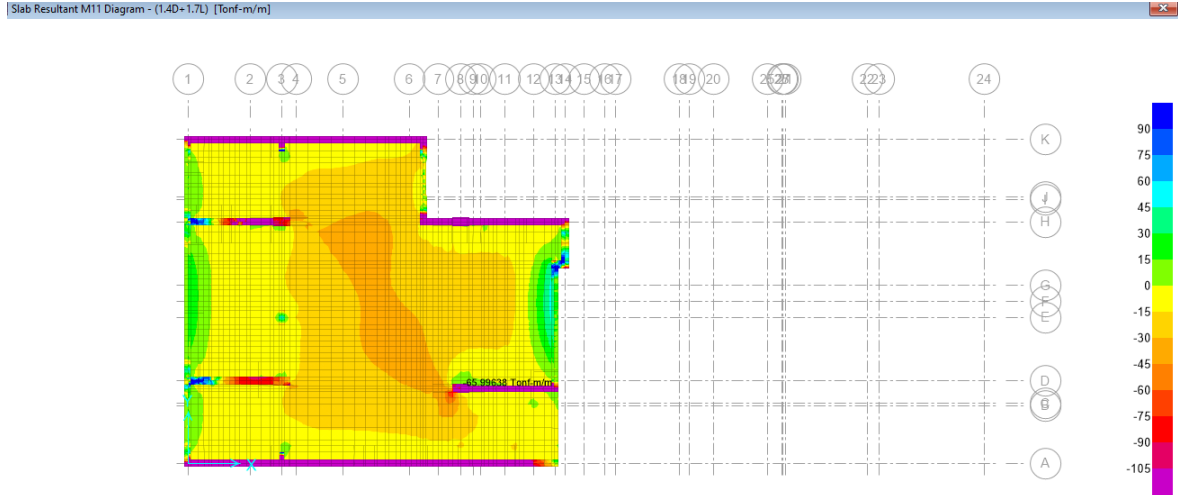 Slab Resultant M11 Diagram - (1.4D+1.7L) [Tonf-m/m]
1 2 3 4 5 6 7 8 9 10 11 12 13 14 15 16 17 18 19 20 22 23 24
K
J
H
G
F
E
D
A
-65.99638 Tonf-m/m
X
90
75
60
45
30
15
0
-15
-30
-45
-60
-75
-90
-105